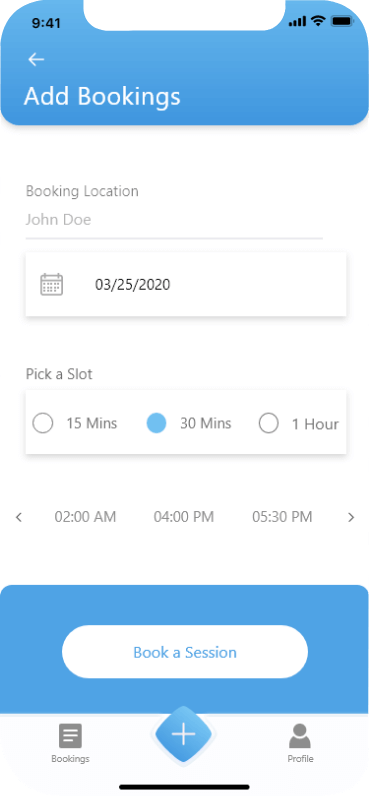 9:41
Add Bookings
Booking Location
John Doe
03/25/2020
Pick a Slot
15 Mins 30 Mins 1 Hour
02:00 AM 04:00 PM 05:30 PM
Book a Session
Bookings Profile